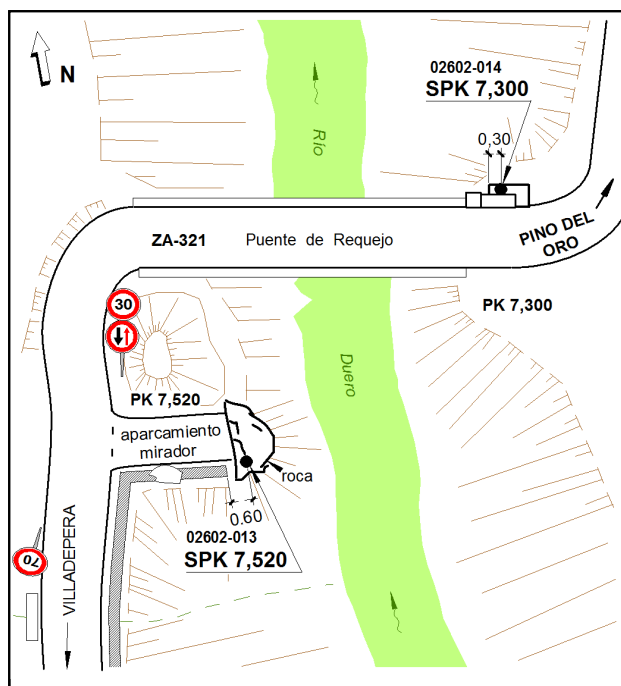 N
02602-014
SPK 7,300
0,30
Río
ZA-321 Puente de Requejo
PINO DEL
ORO
30
PK 7,300
Duero
PK 7,520
aparcamiento
mirador
roca
0.60
02602-013
SPK 7,520
70
VILLADEPERA